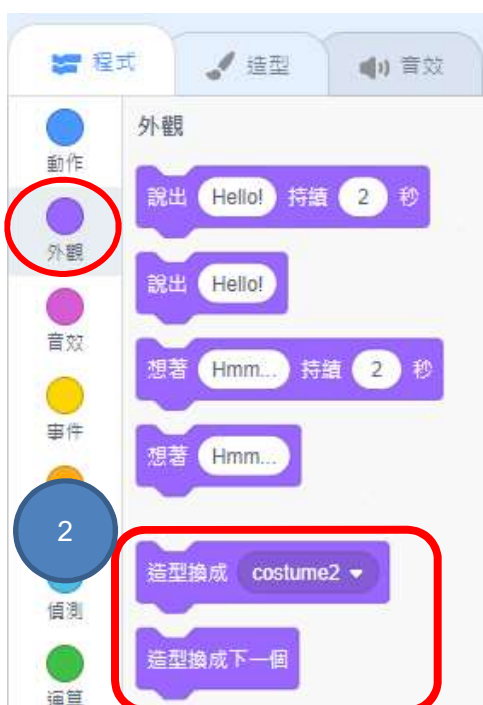 程式 造型 音效
動作
外觀
音效
事件
2
偵測
運算
外觀
說出 Hello! 持續 2 秒
說出 Hello!
想著 Hmm... 持續 2 秒
想著 Hmm...
造型換成 costume2
造型換成下一個